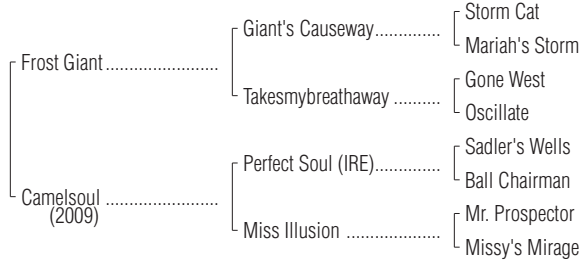 Storm Cat
Giant's Causeway..............
Mariah's Storm
Frost Giant........................
Gone West
Takesmybreathaway ..........
Oscillate
Sadler's Wells
Perfect Soul (IRE)..............
Ball Chairman
Camelsoul ........................
(2009)
Mr. Prospector
Miss Illusion ....................
Missy's Mirage